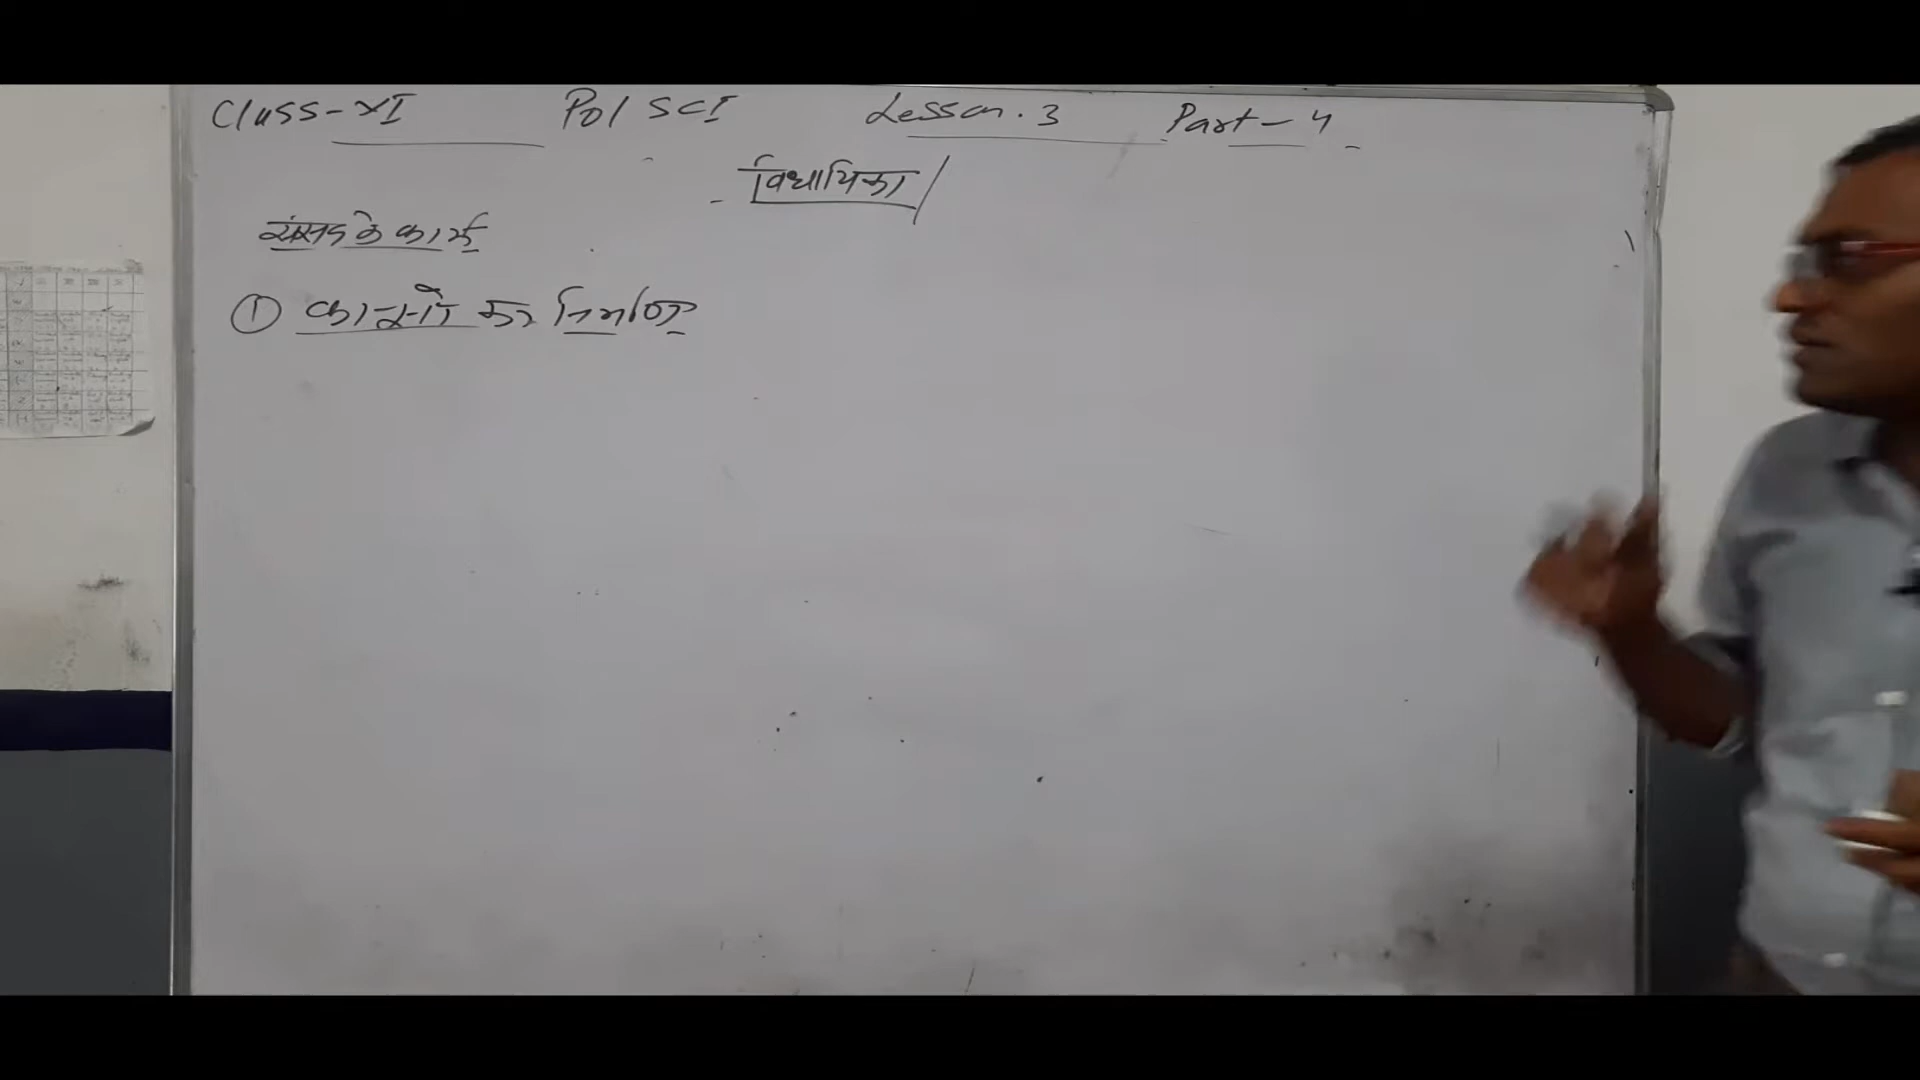 Class-XI Pol SCI Lesson.3 Part-4
विधायिका
संसद के कार्य
① कानूनों का निर्माण